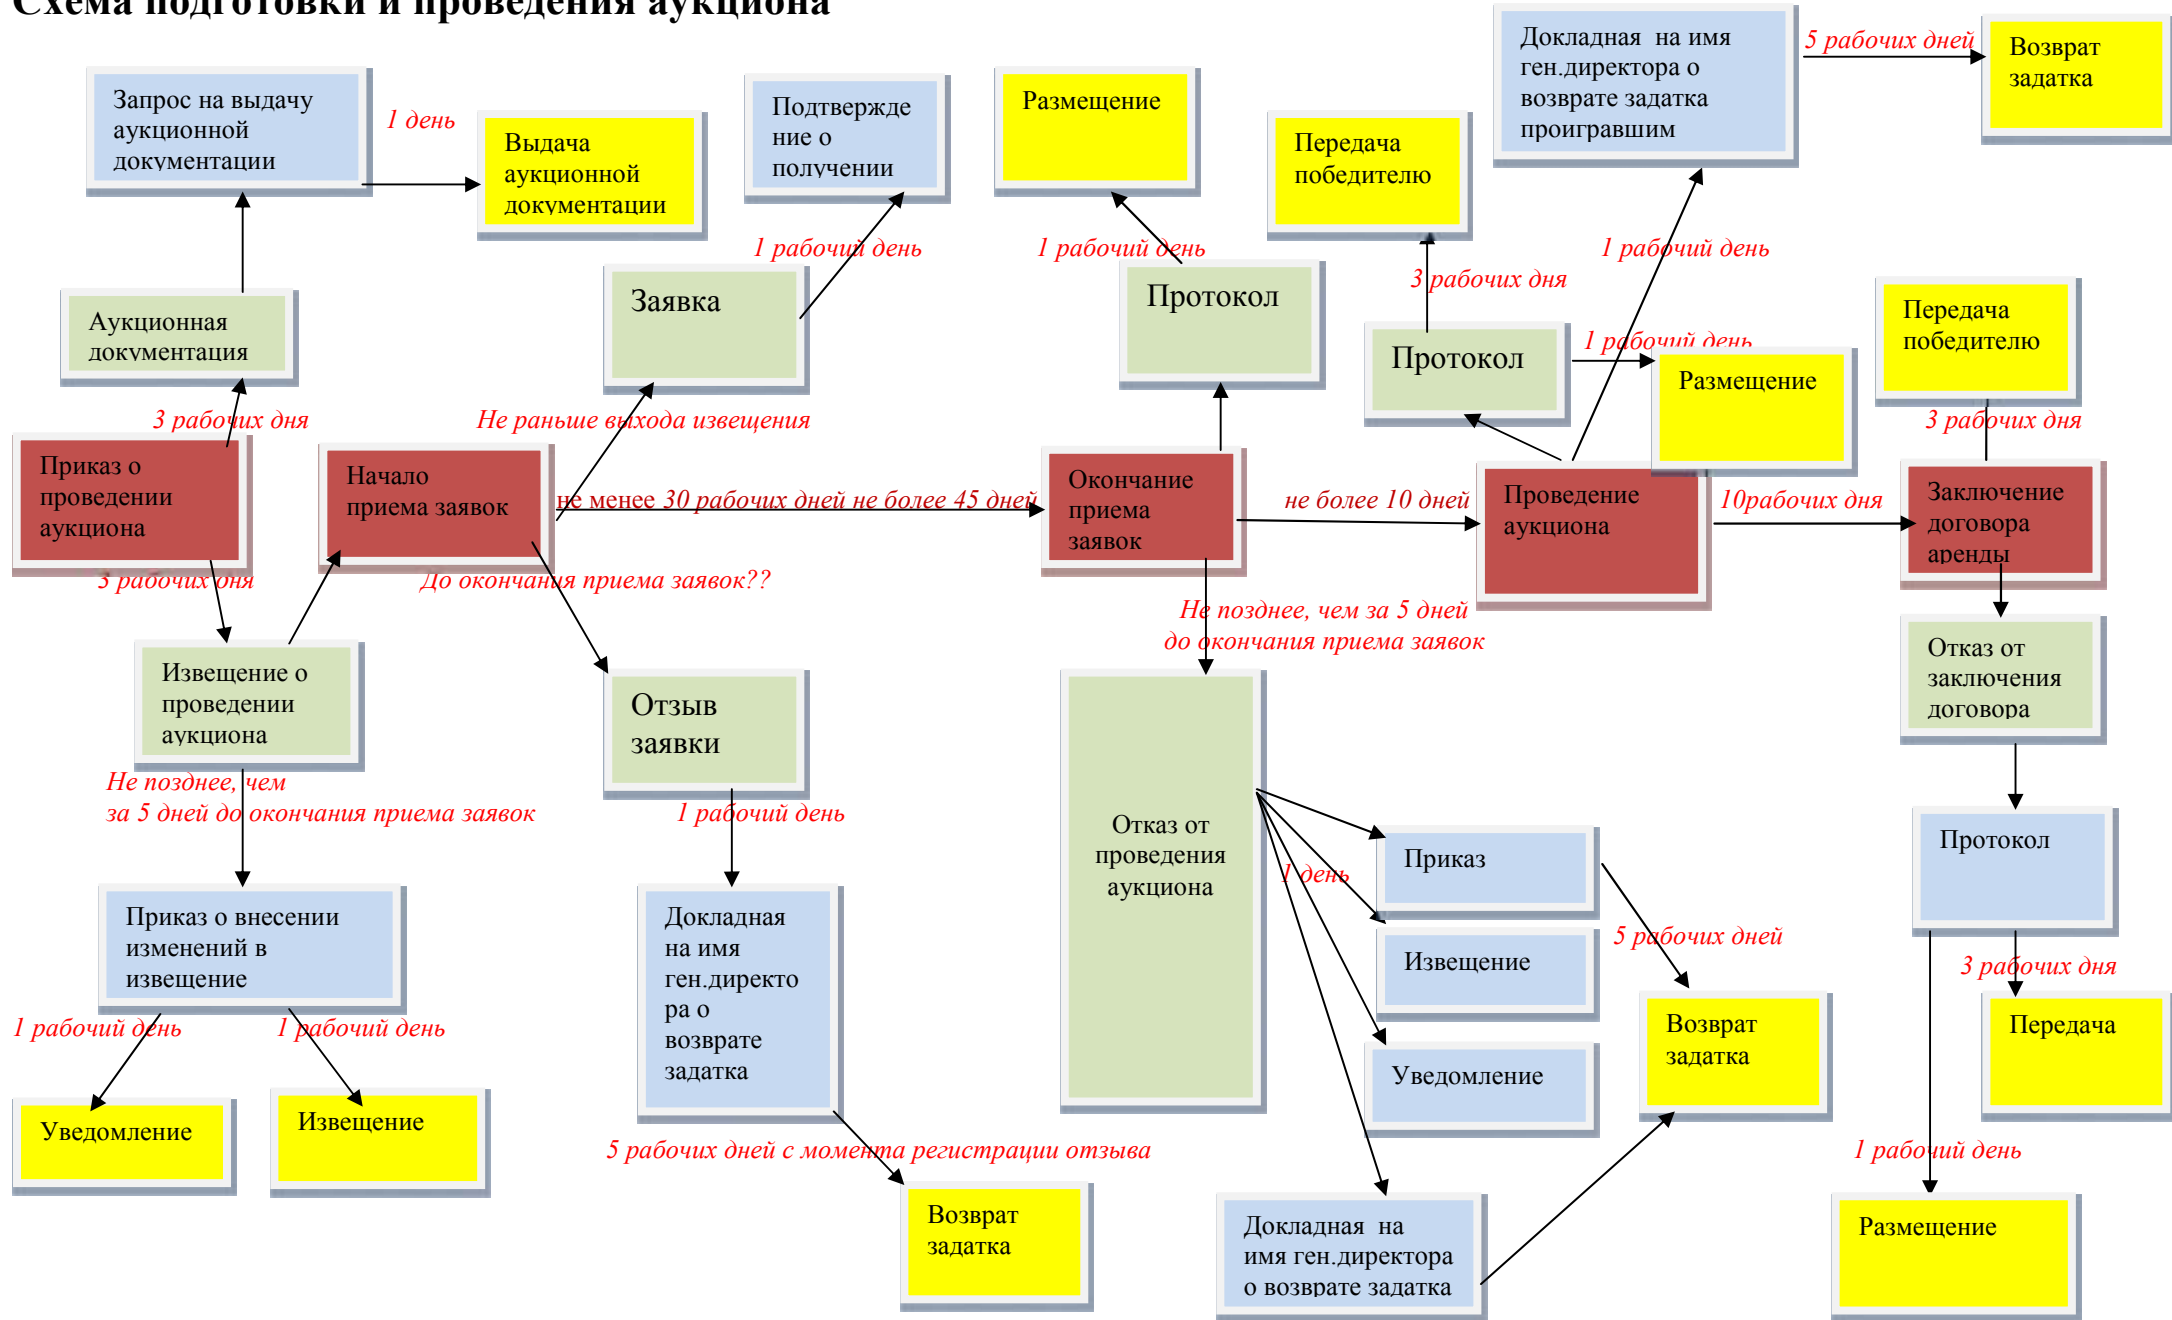 Схема подготовки и проведения аукциона
Запрос на выдачу
аукционной
документации
1 день
Выдача
аукционной
документации
Подтвержде
ние о
получении
1 рабочий день
Размещение
1 рабочий день
Передача
победителю
3 рабочих дня
Докладная на имя
ген.директора о
возврате задатка
проигравшим
5 рабочих дней
Возврат
задатка
1 рабочий день
Аукционная
документация
3 рабочих дня
Заявка
Не раньше выхода извещения
Протокол
Протокол
1 рабочий день
Размещение
Передача
победителю
3 рабочих дня
Приказ о
проведении
аукциона
3 рабочих дня
Начало
приема заявок
не менее 30 рабочих дней не более 45 дней
До окончания приема заявок??
Окончание
приема
заявок
не более 10 дней
Проведение
аукциона
10рабочих дня
Заключение
договора
аренды
Не позднее, чем за 5 дней
до окончания приема заявок
Извещение о
проведении
аукциона
Не позднее, чем
за 5 дней до окончания приема заявок
Отзыв
заявки
1 рабочий день
Отказ от
проведения
аукциона
1 день
Приказ
Извещение
Уведомление
5 рабочих дней
Возврат
задатка
Отказ от
заключения
договора
Протокол
3 рабочих дня
Передача
1 рабочий день
Размещение
Приказ о внесении
изменений в
извещение
1 рабочий день
1 рабочий день
Уведомление
Извещение
Докладная
на имя
ген.директо
ра о
возврате
задатка
5 рабочих дней с момента регистрации отзыва
Возврат
задатка
Докладная на
имя ген.директора
о возврате задатка